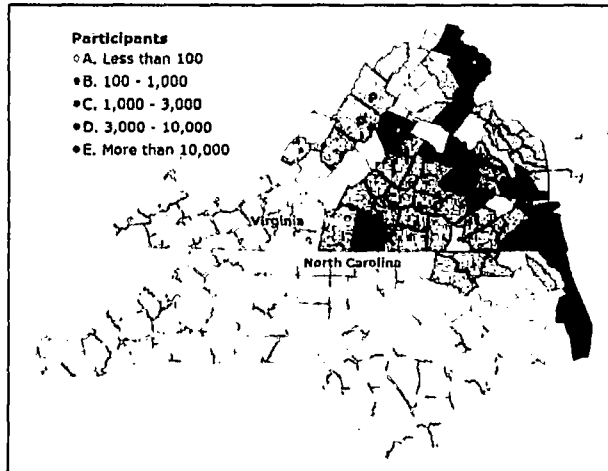 Participants
A. Less than 100
B. 100 - 1,000
C. 1,000 - 3,000
D. 3,000 - 10,000
E. More than 10,000
Virginia
North Carolina